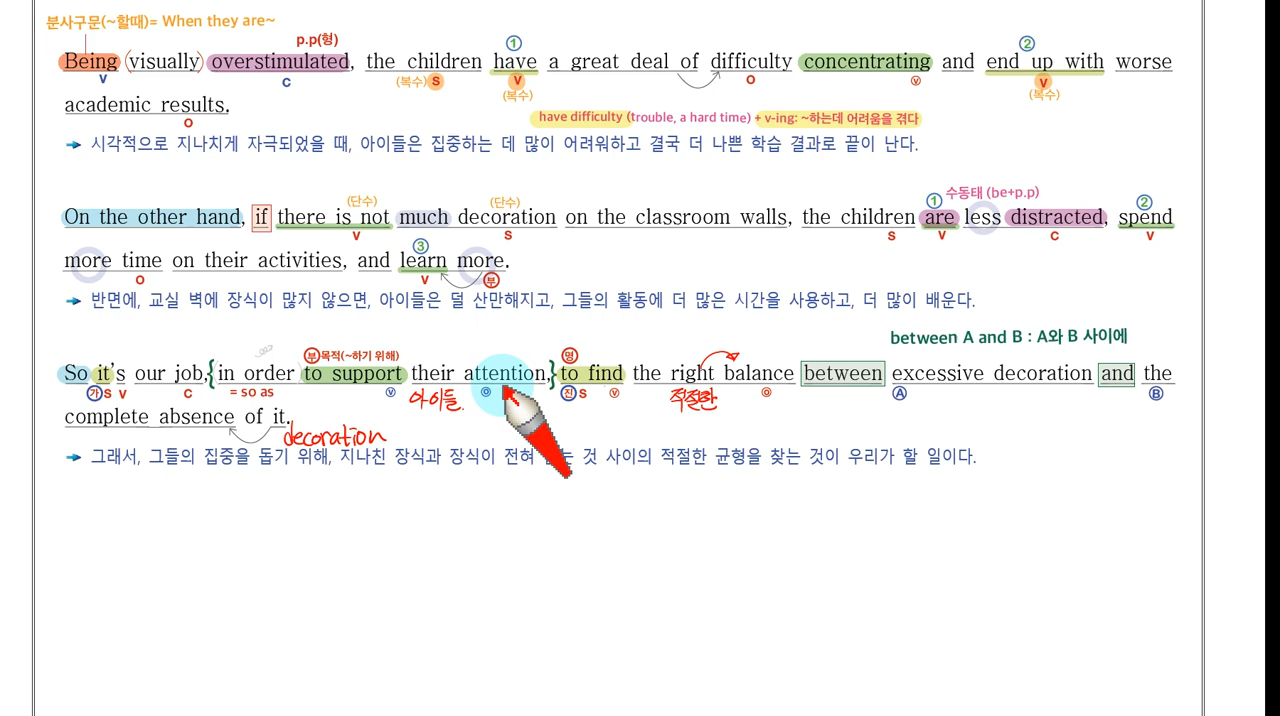 분사구문(~할때)= When they are~
p.p(형) ① ②
Being (visually) overstimulated, the children have a great deal of difficulty concentrating and end up with worse
V C (복수) S V O ⓥ V
(복수) (복수)
academic results.
O
have difficulty (trouble, a hard time) + v-ing: ~하는데 어려움을 겪다
➔ 시각적으로 지나치게 자극되었을 때, 아이들은 집중하는 데 많이 어려워하고 결국 더 나쁜 학습 결과로 끝이 난다.
수동태 (be+p.p)
(단수) (단수) ① ②
On the other hand, if there is not much decoration on the classroom walls, the children are less distracted, spend
V S S V C V
③
more time on their activities, and learn more.
O V 부
➔ 반면에, 교실 벽에 장식이 많지 않으면, 아이들은 덜 산만해지고, 그들의 활동에 더 많은 시간을 사용하고, 더 많이 배운다.
between A and B : A와 B 사이에
부 목적(~하기 위해) 명
So it's our job, {in order to support their attention,} to find the right balance between excessive decoration and the
가 S V C = so as ⓥ 아이들 ⓞ 진 S ⓥ 적절한 ⓞ Ⓐ Ⓑ
complete absence of it.
decoration
➔ 그래서, 그들의 집중을 돕기 위해, 지나친 장식과 장식이 전혀 는 것 사이의 적절한 균형을 찾는 것이 우리가 할 일이다.